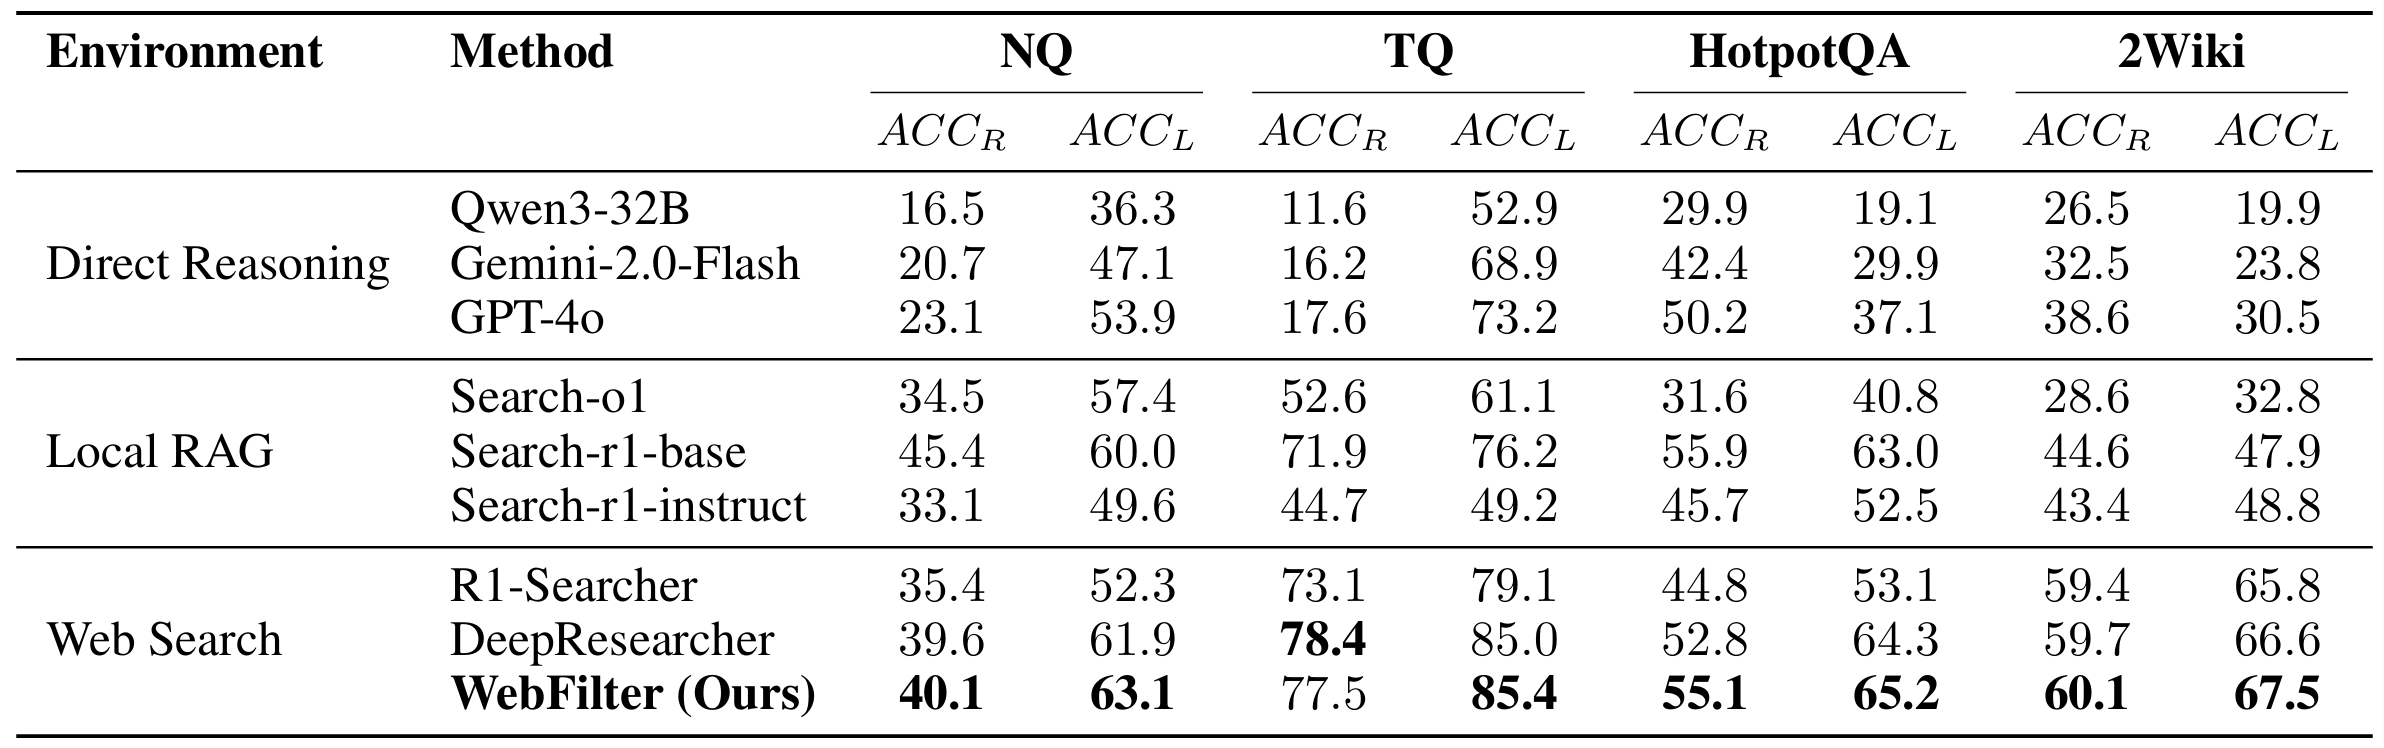 Environment Method NQ TQ HotpotQA 2Wiki
ACC_R ACC_L ACC_R ACC_L ACC_R ACC_L ACC_R ACC_L
Qwen3-32B 16.5 36.3 11.6 52.9 29.9 19.1 26.5 19.9
Direct Reasoning Gemini-2.0-Flash 20.7 47.1 16.2 68.9 42.4 29.9 32.5 23.8
GPT-4o 23.1 53.9 17.6 73.2 50.2 37.1 38.6 30.5
Search-o1 34.5 57.4 52.6 61.1 31.6 40.8 28.6 32.8
Local RAG Search-r1-base 45.4 60.0 71.9 76.2 55.9 63.0 44.6 47.9
Search-r1-instruct 33.1 49.6 44.7 49.2 45.7 52.5 43.4 48.8
R1-Searcher 35.4 52.3 73.1 79.1 44.8 53.1 59.4 65.8
Web Search DeepResearcher 39.6 61.9 78.4 85.0 52.8 64.3 59.7 66.6
WebFilter (Ours) 40.1 63.1 77.5 85.4 55.1 65.2 60.1 67.5